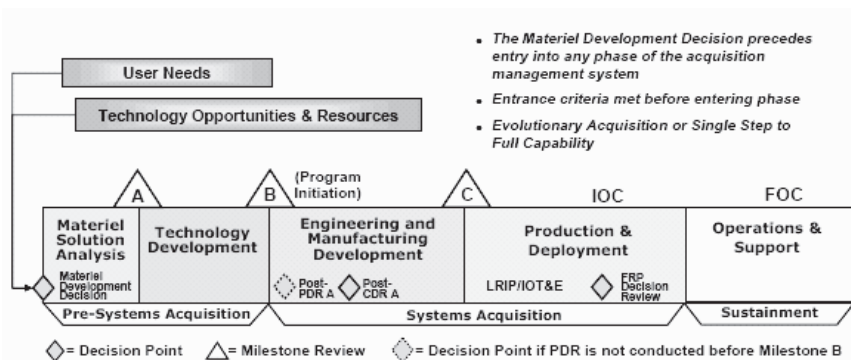 • The Materiel Development Decision precedes
entry into any phase of the acquisition
management system
• Entrance criteria met before entering phase
• Evolutionary Acquisition or Single Step to
Full Capability
User Needs
Technology Opportunities & Resources
A
B
(Program
Initiation)
C
IOC
FOC
Materiel
Solution
Analysis
Technology
Development
Engineering and
Manufacturing
Development
Production &
Deployment
Operations &
Support
Materiel
Development
Decision
Post-
PDR A
Post-
CDR A
LRIP/IOT&E
FRP
Decision
Review
Pre-Systems Acquisition
Systems Acquisition
Sustainment
= Decision Point
= Milestone Review
= Decision Point if PDR is not conducted before Milestone B